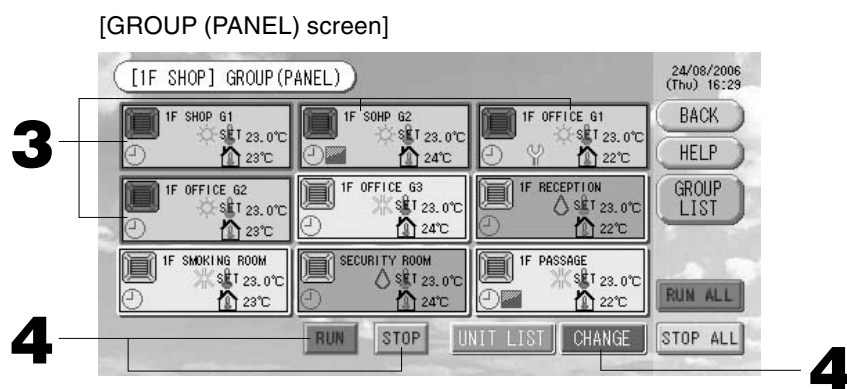 [GROUP (PANEL) screen]
[1F SHOP] GROUP(PANEL)
24/08/2006
(Thu) 16:29
3
1F SHOP G1
SET 23.0℃
23℃
1F SOHP G2
SET 23.0℃
24℃
1F OFFICE G1
SET 23.0℃
22℃
BACK
HELP
GROUP
LIST
1F OFFICE G2
SET 23.0℃
23℃
1F OFFICE G3
SET 23.0℃
24℃
1F RECEPTION
SET 23.0℃
22℃
1F SMOKING ROOM
SET 23.0℃
23℃
SECURITY ROOM
SET 23.0℃
24℃
1F PASSAGE
SET 23.0℃
22℃
RUN ALL
4
RUN
STOP
UNIT LIST
CHANGE
STOP ALL
4